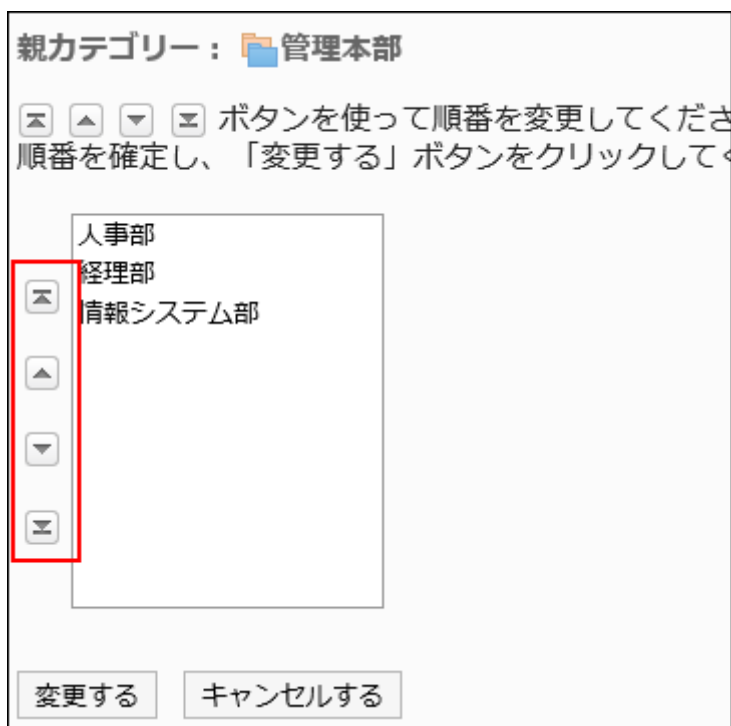 親カテゴリー： 管理本部
ボタンを使って順番を変更してくださ
順番を確定し、「変更する」ボタンをクリックしてく
人事部
経理部
情報システム部
変更する キャンセルする